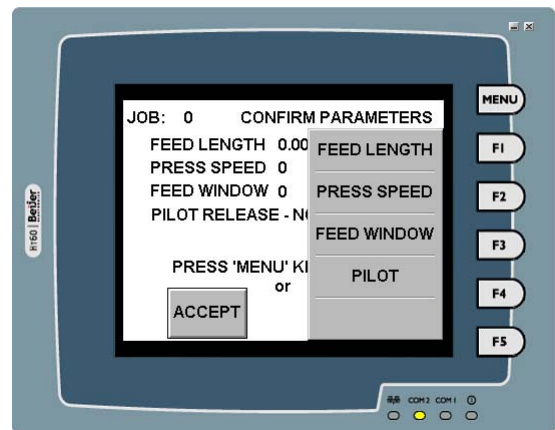 MENU
JOB: 0 CONFIRM PARAMETERS
FEED LENGTH 0.00
FEED LENGTH
F1
PRESS SPEED 0
PRESS SPEED
F2
FEED WINDOW 0
PILOT RELEASE - N
FEED WINDOW
F3
PRESS 'MENU' K
PILOT
or
F4
ACCEPT
F5
HT60 Beijer
COM 2 COM 1